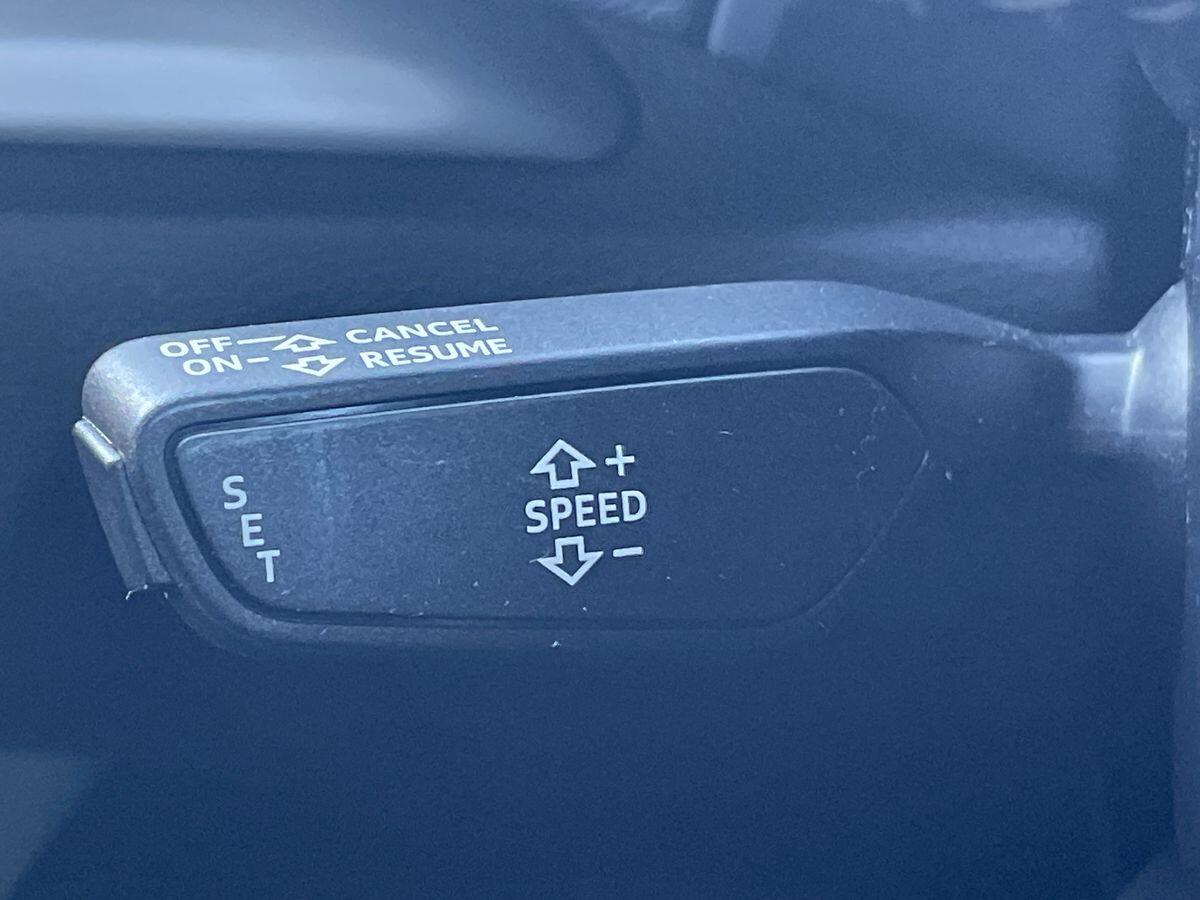 OFF CANCEL
ON RESUME
SET
+
SPEED
-